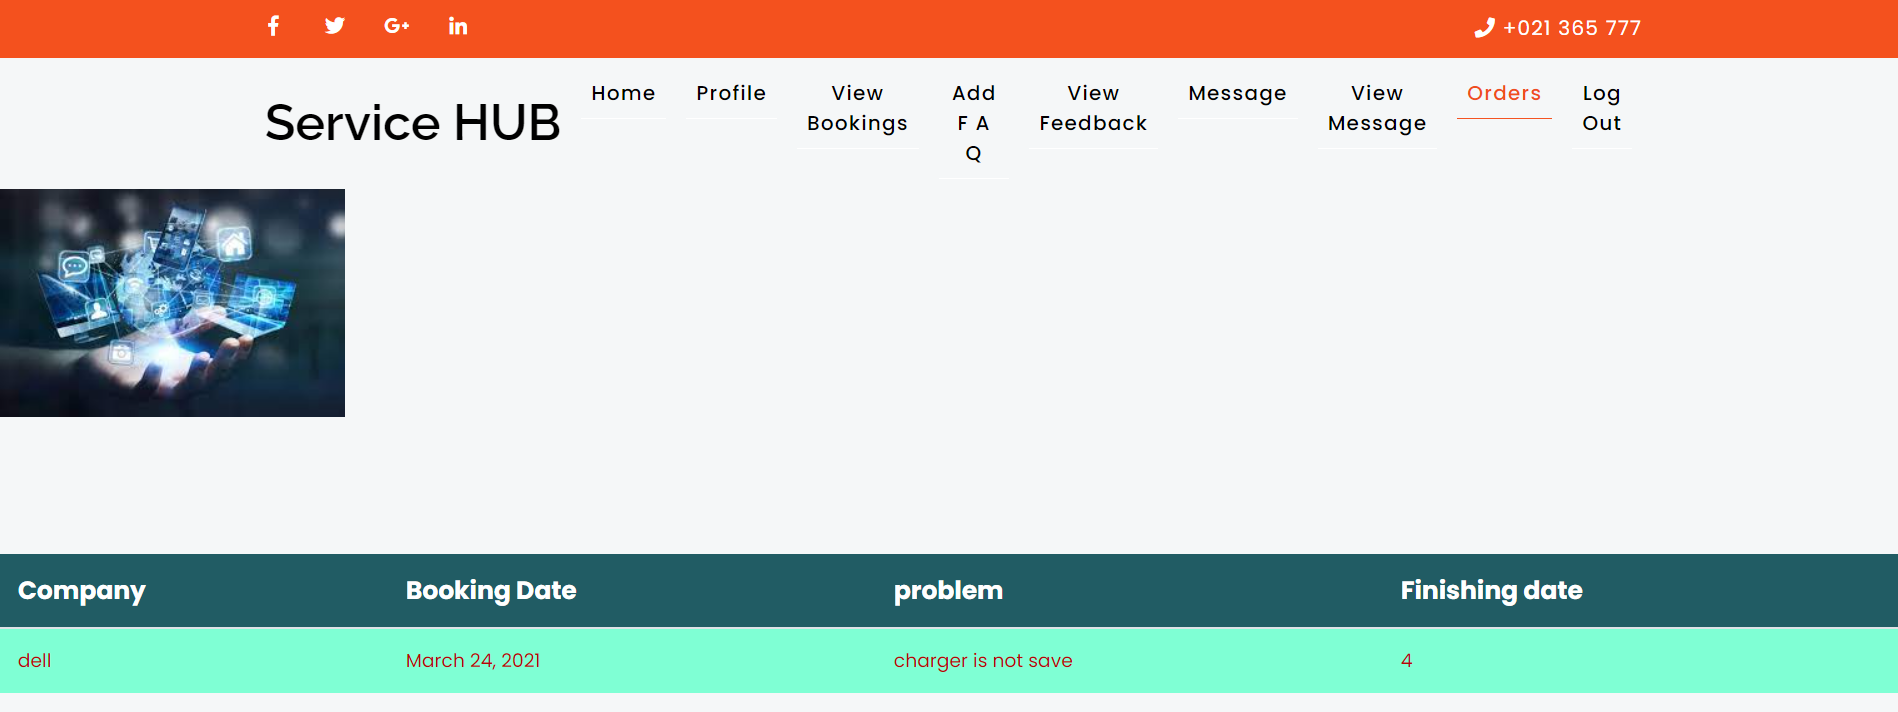 +021 365 777
Service HUB
Home
Profile
View
Bookings
Add
F A
Q
View
Feedback
Message
View
Message
Orders
Log
Out
Company Booking Date problem Finishing date
dell March 24, 2021 charger is not save 4